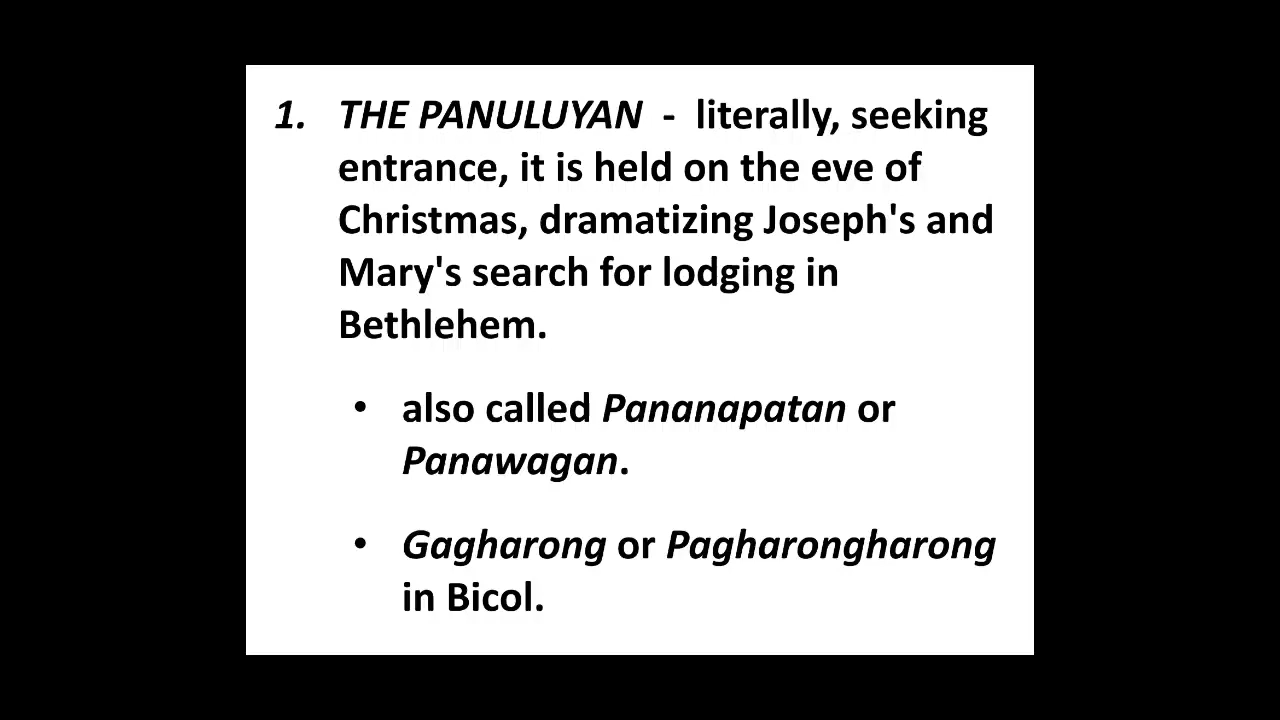 1. THE PANULUYAN - literally, seeking
entrance, it is held on the eve of
Christmas, dramatizing Joseph's and
Mary's search for lodging in
Bethlehem.
• also called Pananapatan or
Panawagan.
• Gagharong or Pagharongharong
in Bicol.